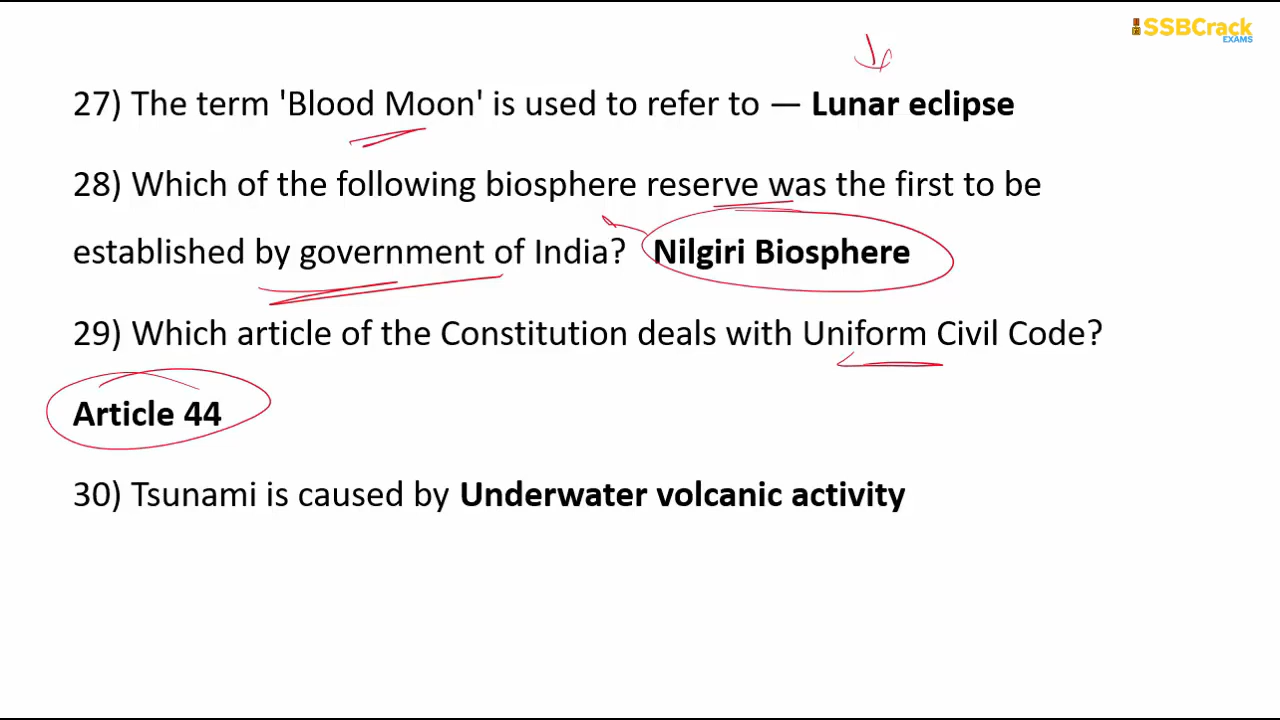 SSBCrack
EXAMS
27) The term 'Blood Moon' is used to refer to — Lunar eclipse
28) Which of the following biosphere reserve was the first to be
established by government of India? Nilgiri Biosphere
29) Which article of the Constitution deals with Uniform Civil Code?
Article 44
30) Tsunami is caused by Underwater volcanic activity